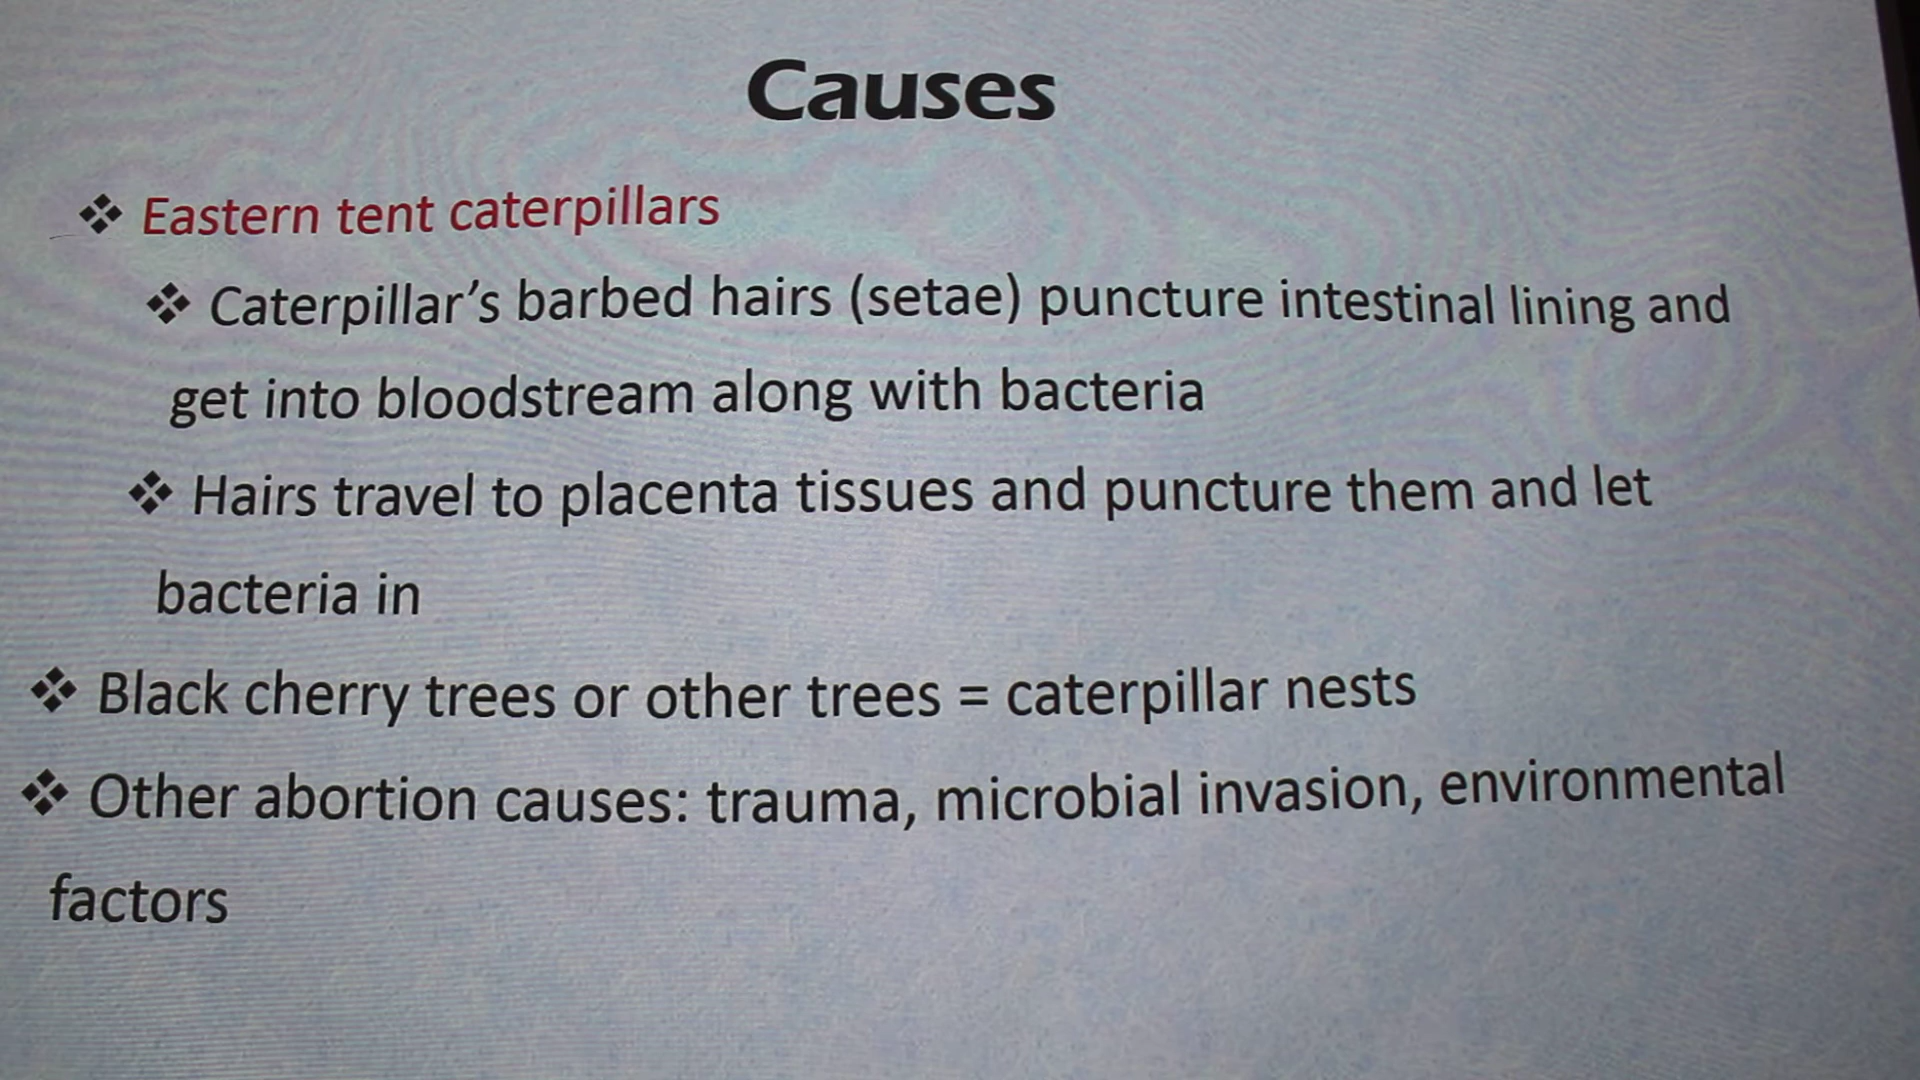 Causes
❖ Eastern tent caterpillars
❖ Caterpillar’s barbed hairs (setae) puncture intestinal lining and
get into bloodstream along with bacteria
❖ Hairs travel to placenta tissues and puncture them and let
bacteria in
❖ Black cherry trees or other trees = caterpillar nests
❖ Other abortion causes: trauma, microbial invasion, environmental
factors